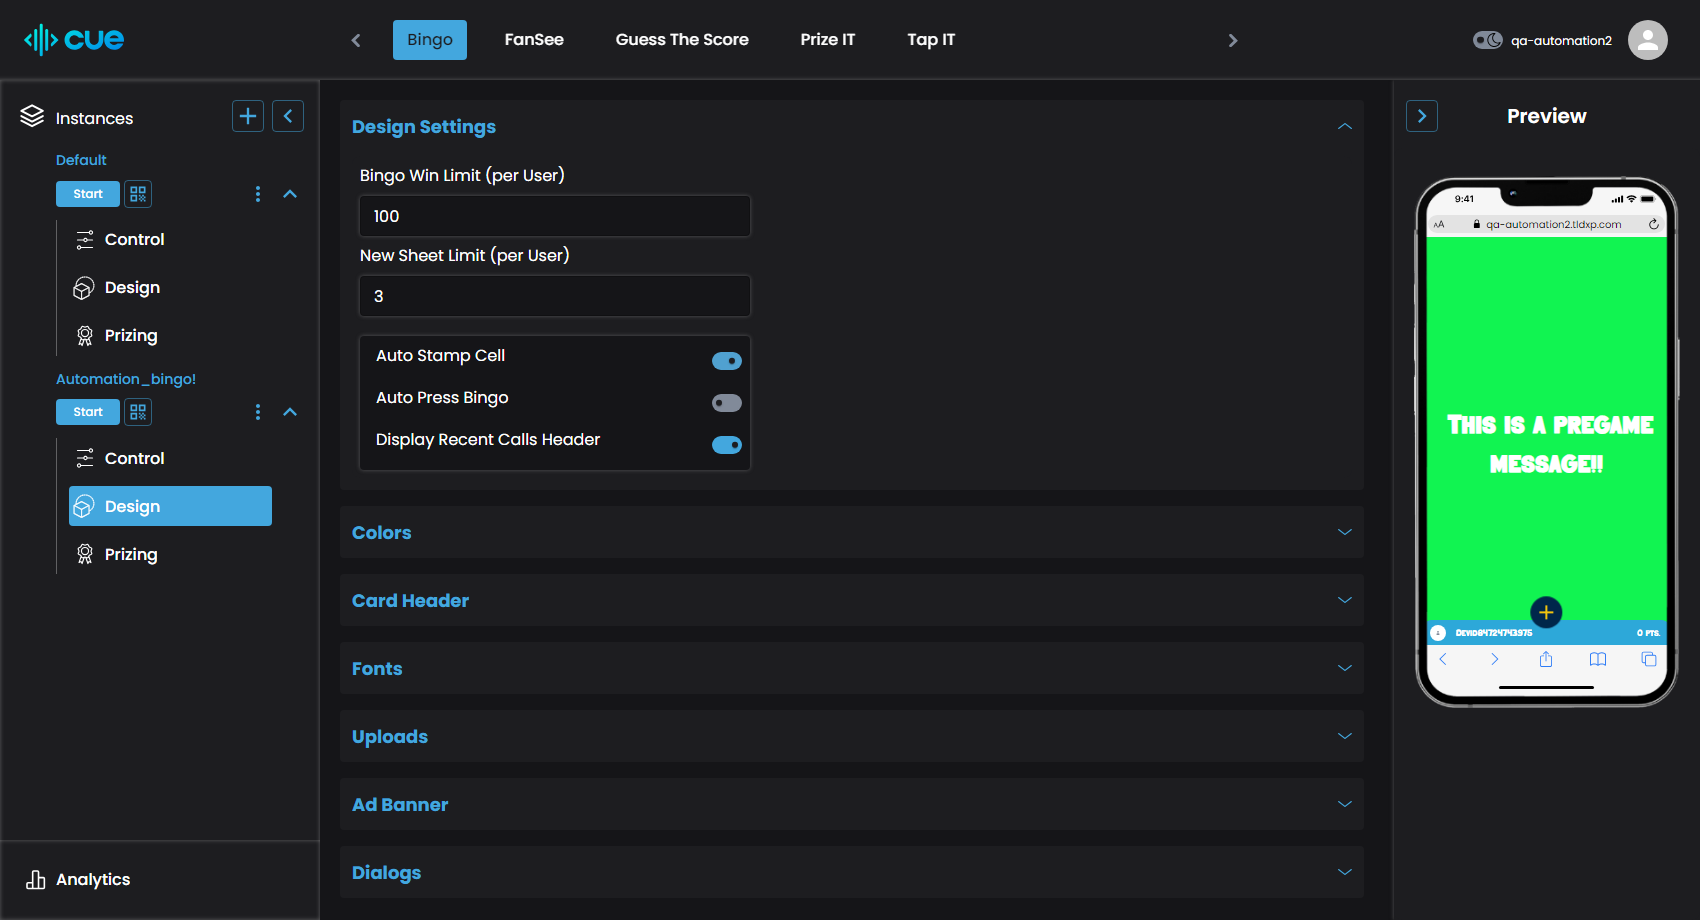 cue
Bingo
FanSee
Guess The Score
Prize IT
Tap IT
qa-automation2
Instances
Default
Start
Control
Design
Prizing
Automation_bingo!
Start
Control
Design
Prizing
Analytics
Design Settings
Bingo Win Limit (per User)
100
New Sheet Limit (per User)
3
Auto Stamp Cell
Auto Press Bingo
Display Recent Calls Header
Colors
Card Header
Fonts
Uploads
Ad Banner
Dialogs
Preview
9:41
AA qa-automation2.tldxp.com
THIS IS A PREGAME
MESSAGE!!
DEVID84724743975 0 PTS.